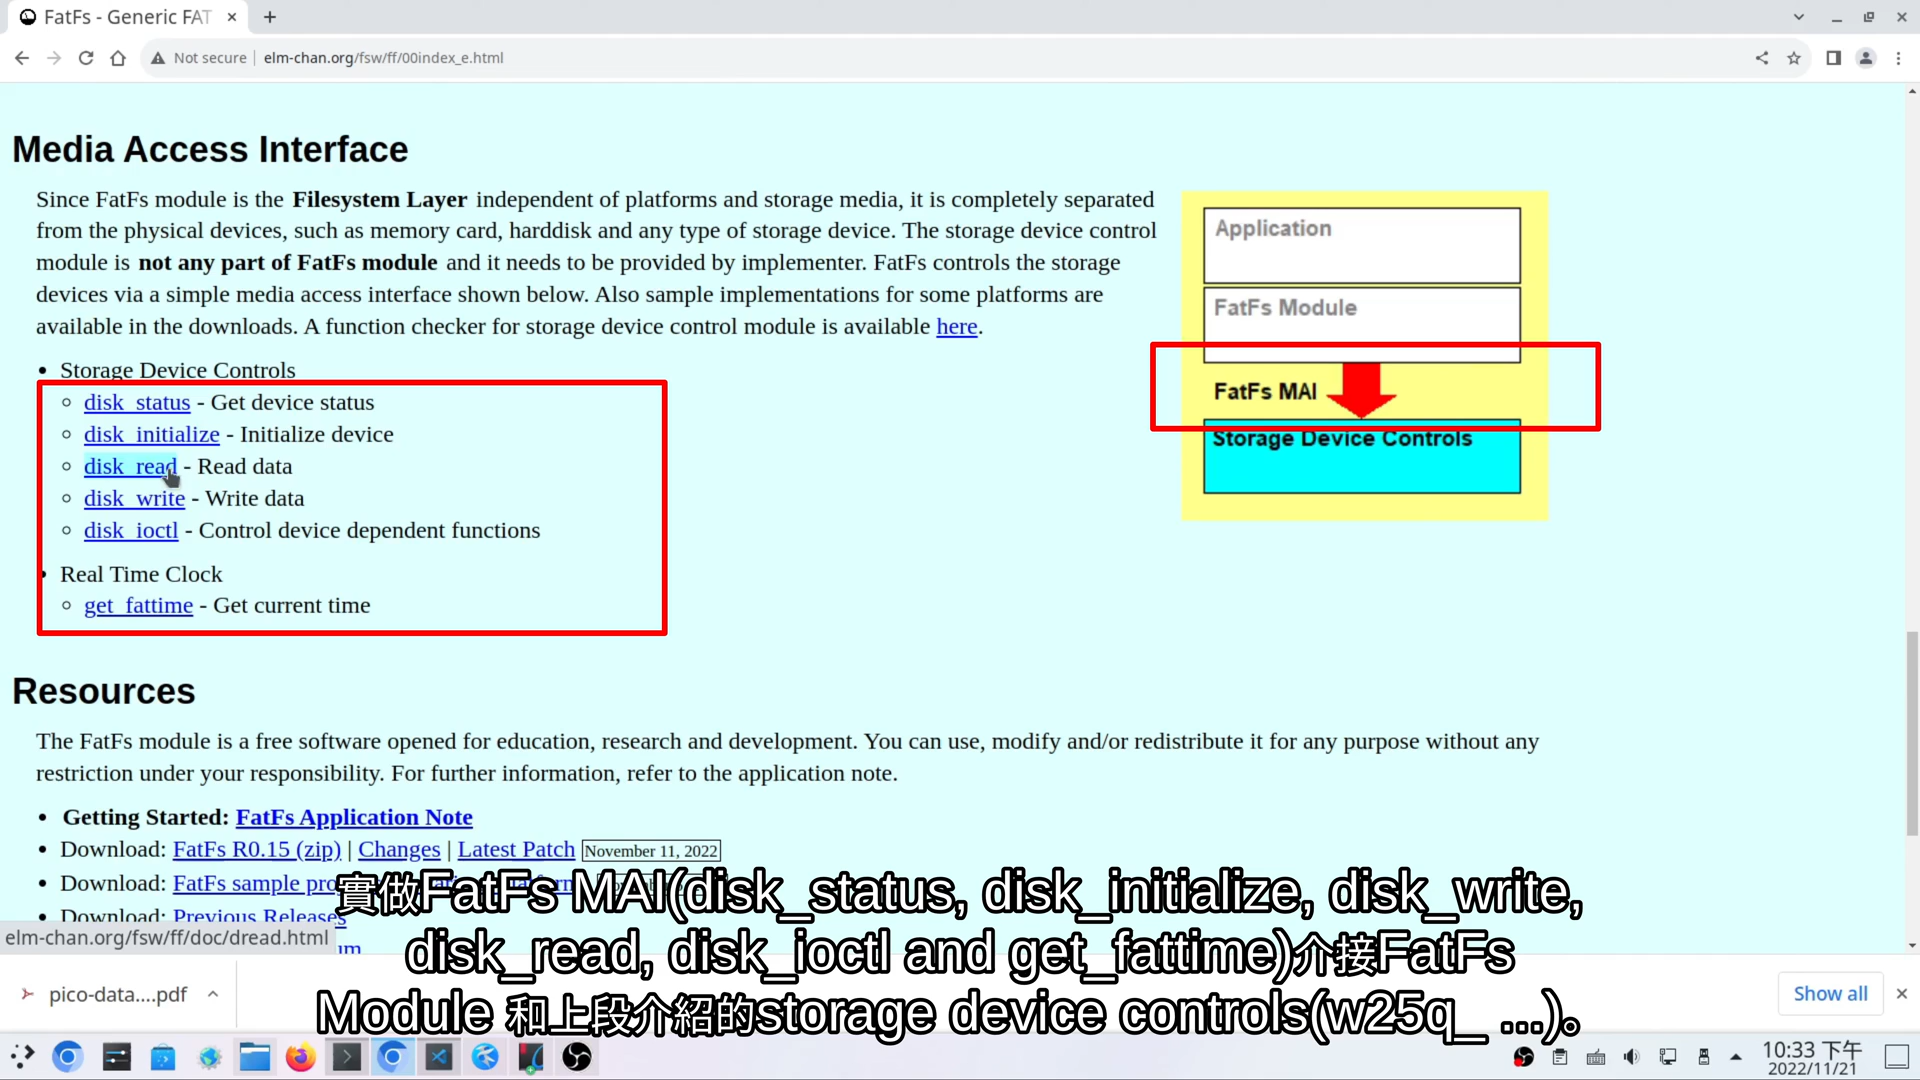 FatFs - Generic FAT
Not secure
elm-chan.org/fsw/ff/00index_e.html
Media Access Interface
Since FatFs module is the Filesystem Layer independent of platforms and storage media, it is completely separated
from the physical devices, such as memory card, harddisk and any type of storage device. The storage device control
module is not any part of FatFs module and it needs to be provided by implementer. FatFs controls the storage
devices via a simple media access interface shown below. Also sample implementations for some platforms are
available in the downloads. A function checker for storage device control module is available here.
Application
FatFs Module
FatFs MAI
Storage Device Controls
Storage Device Controls
disk_status - Get device status
disk_initialize - Initialize device
disk_read - Read data
disk_write - Write data
disk_ioctl - Control device dependent functions
Real Time Clock
get_fattime - Get current time
Resources
The FatFs module is a free software opened for education, research and development. You can use, modify and/or redistribute it for any purpose without any
restriction under your responsibility. For further information, refer to the application note.
Getting Started: FatFs Application Note
Download: FatFs R0.15 (zip) | Changes | Latest Patch November 11, 2022
Download: FatFs sample
Download: Previous Releases
elm-chan.org/fsw/ff/doc/dread.html
實做FatFs MAI(disk_status, disk_initialize, disk_write,
disk_read, disk_ioctl and get_fattime)介接FatFs
Module 和上段介紹的storage device controls(w25q_ ...)。
pico-data....pdf
Show all
10:33 下午
2022/11/21